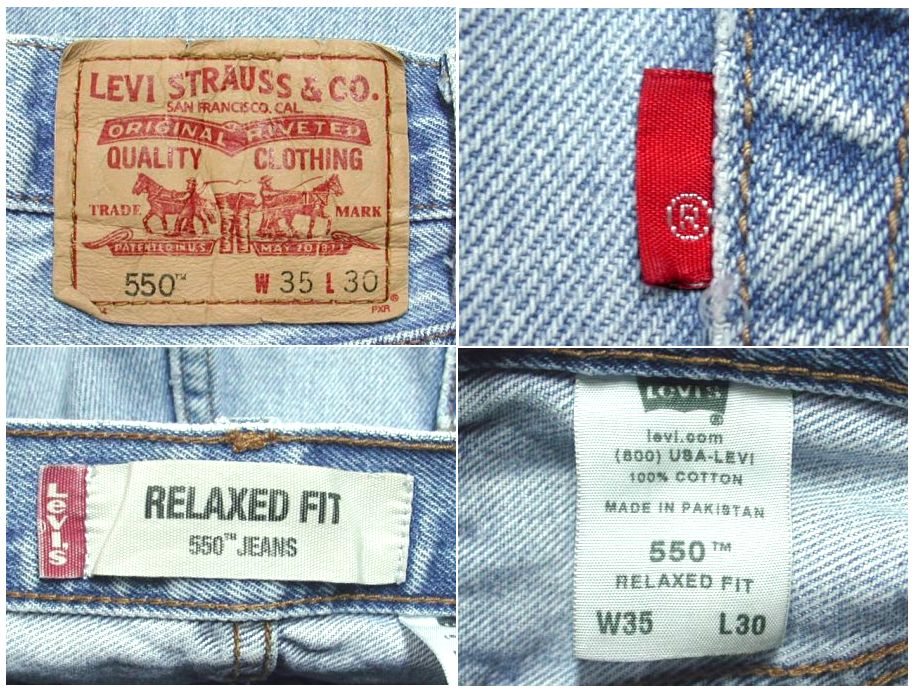 LEVI STRAUSS & CO.
SAN FRANCISCO, CAL.
ORIGINAL RIVETED
QUALITY CLOTHING
TRADE MARK
PATENTED IN U.S. MAY 20 1873
550™ W 35 L 30
PXR®
®
Levi's
RELAXED FIT
550™ JEANS
LEVI'S
®
levi.com
(800) USA-LEVI
100% COTTON
MADE IN PAKISTAN
550™
RELAXED FIT
W35 L30